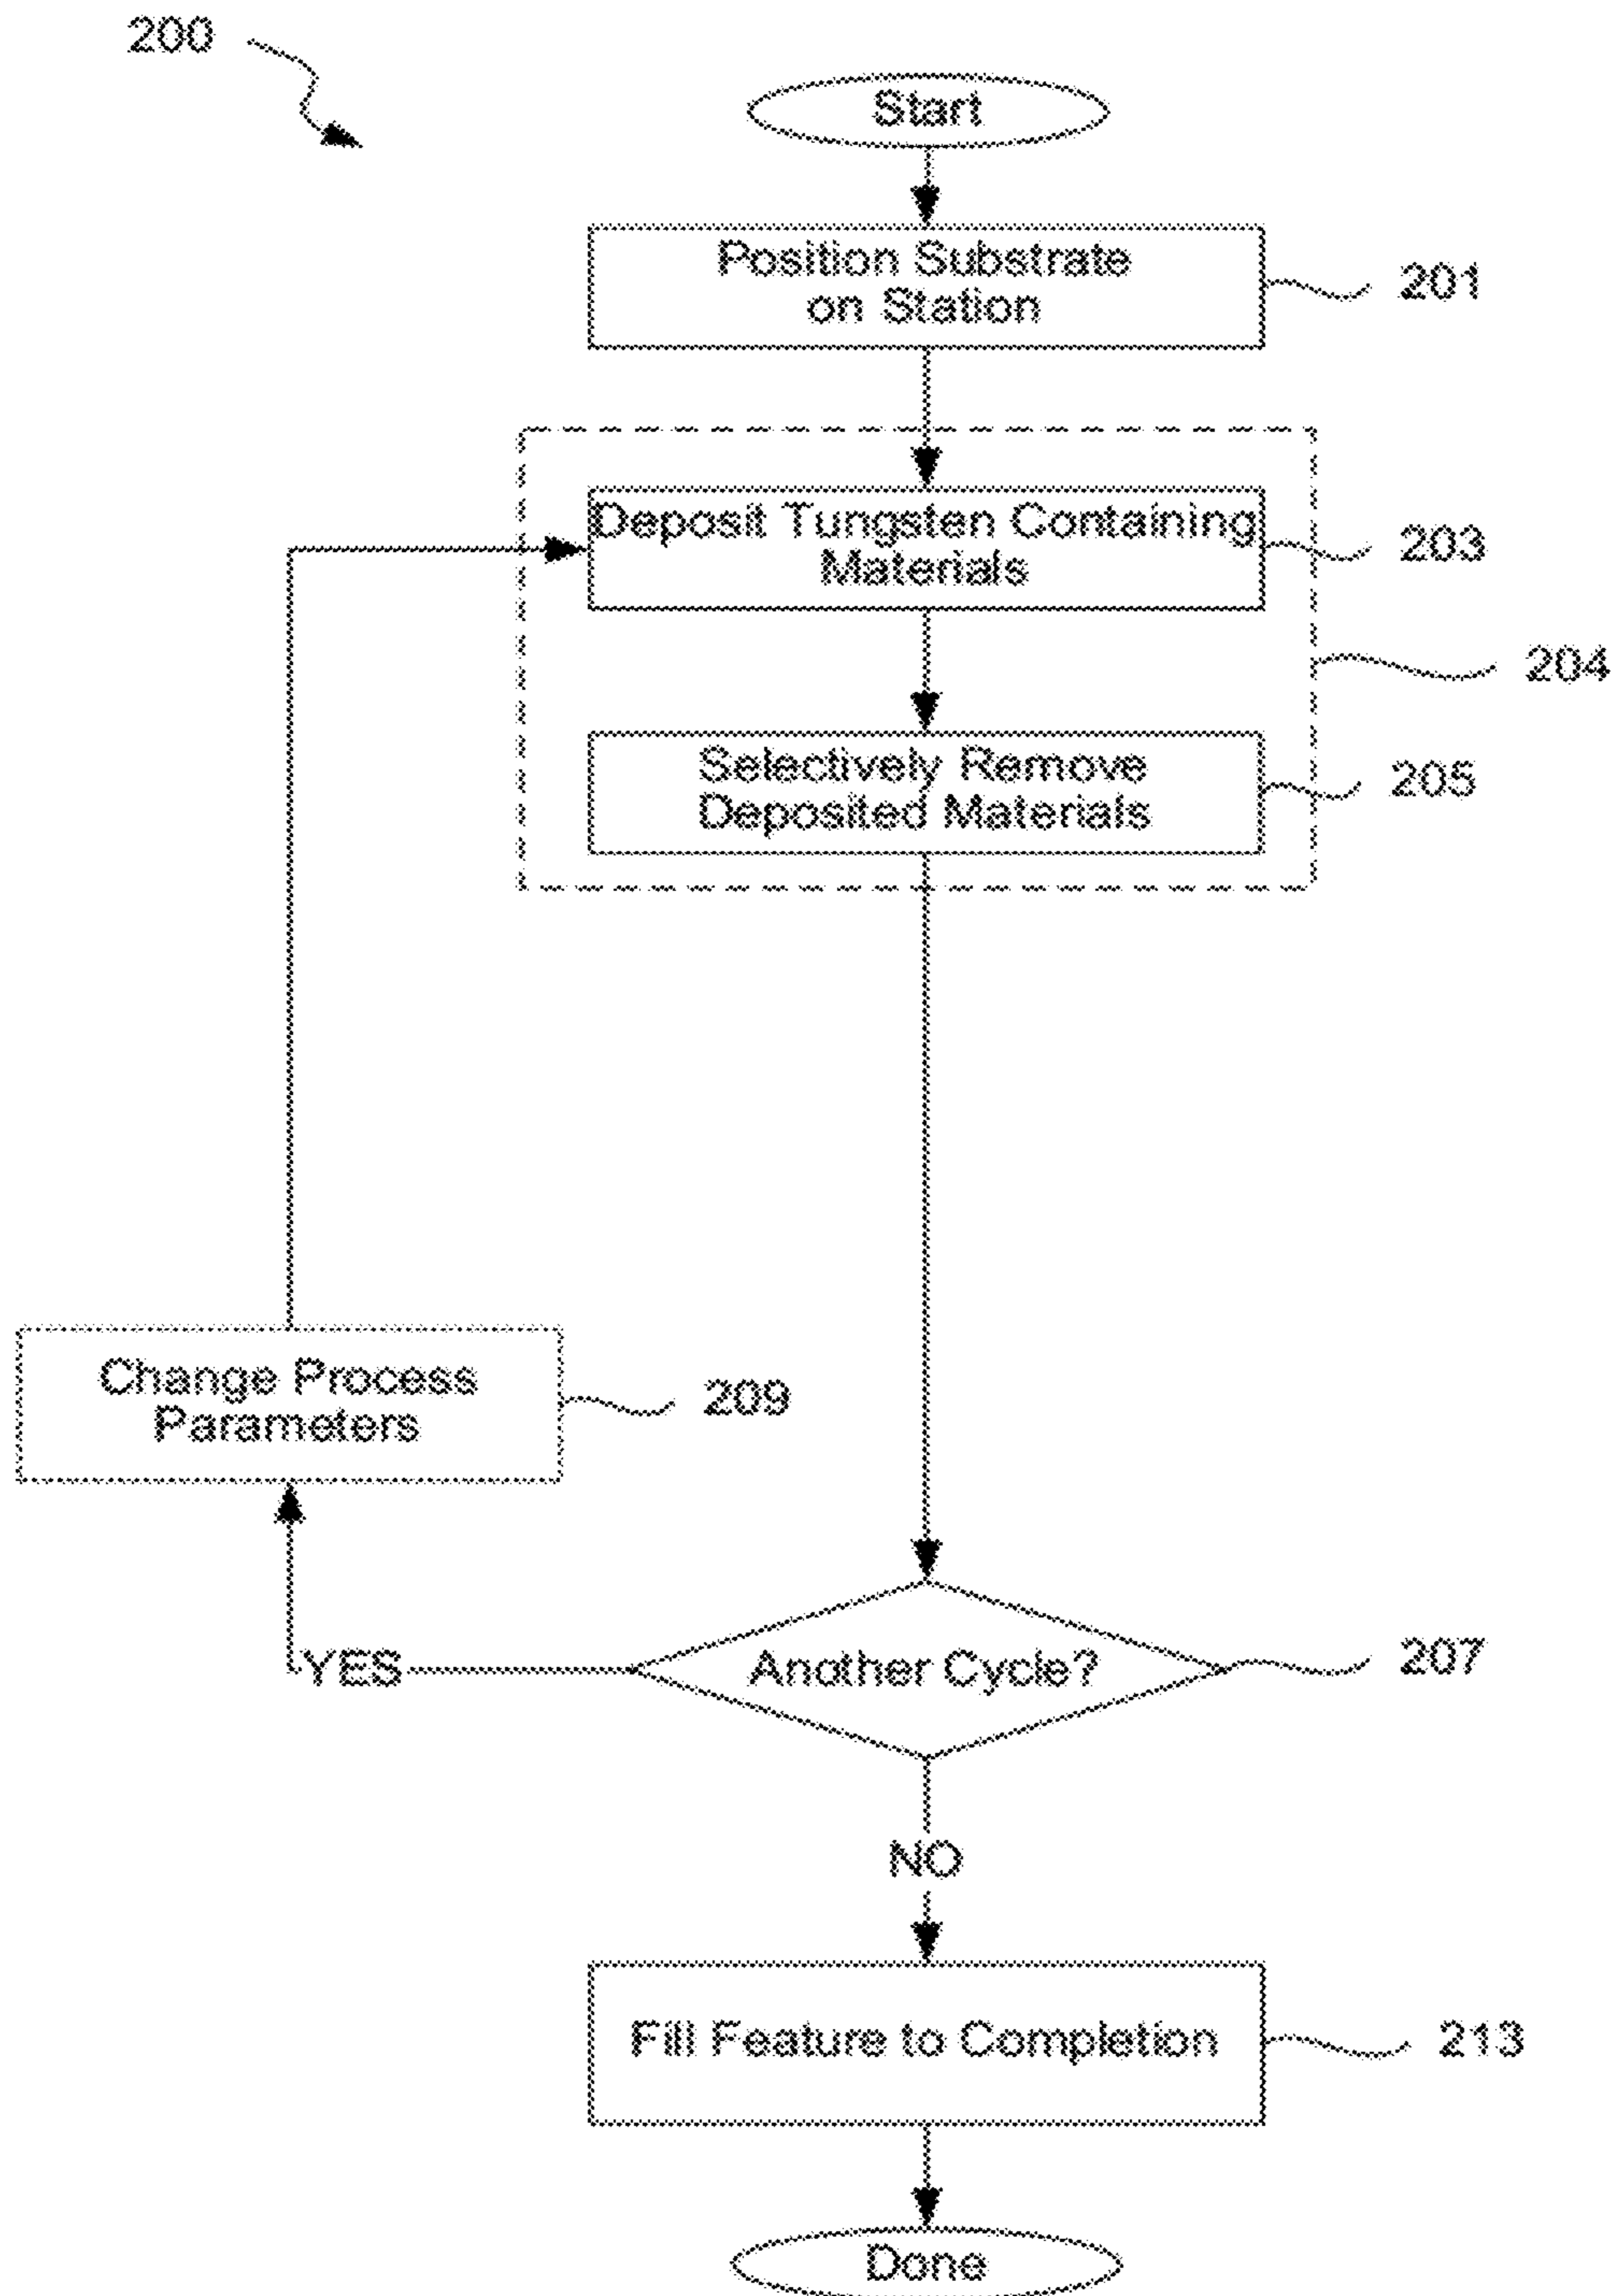 200
Start
Position Substrate
on Station
201
Deposit Tungsten Containing
Materials
203
204
Selectively Remove
Deposited Materials
205
Change Process
Parameters
209
YES
Another Cycle?
207
NO
Fill Feature to Completion
213
Done